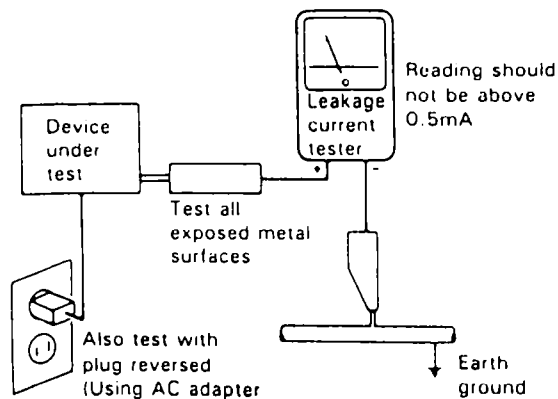 Reading should
not be above
0.5mA
Leakage
current
tester
+ -
Device
under
test
Test all
exposed metal
surfaces
Also test with
plug reversed
(Using AC adapter
Earth
ground